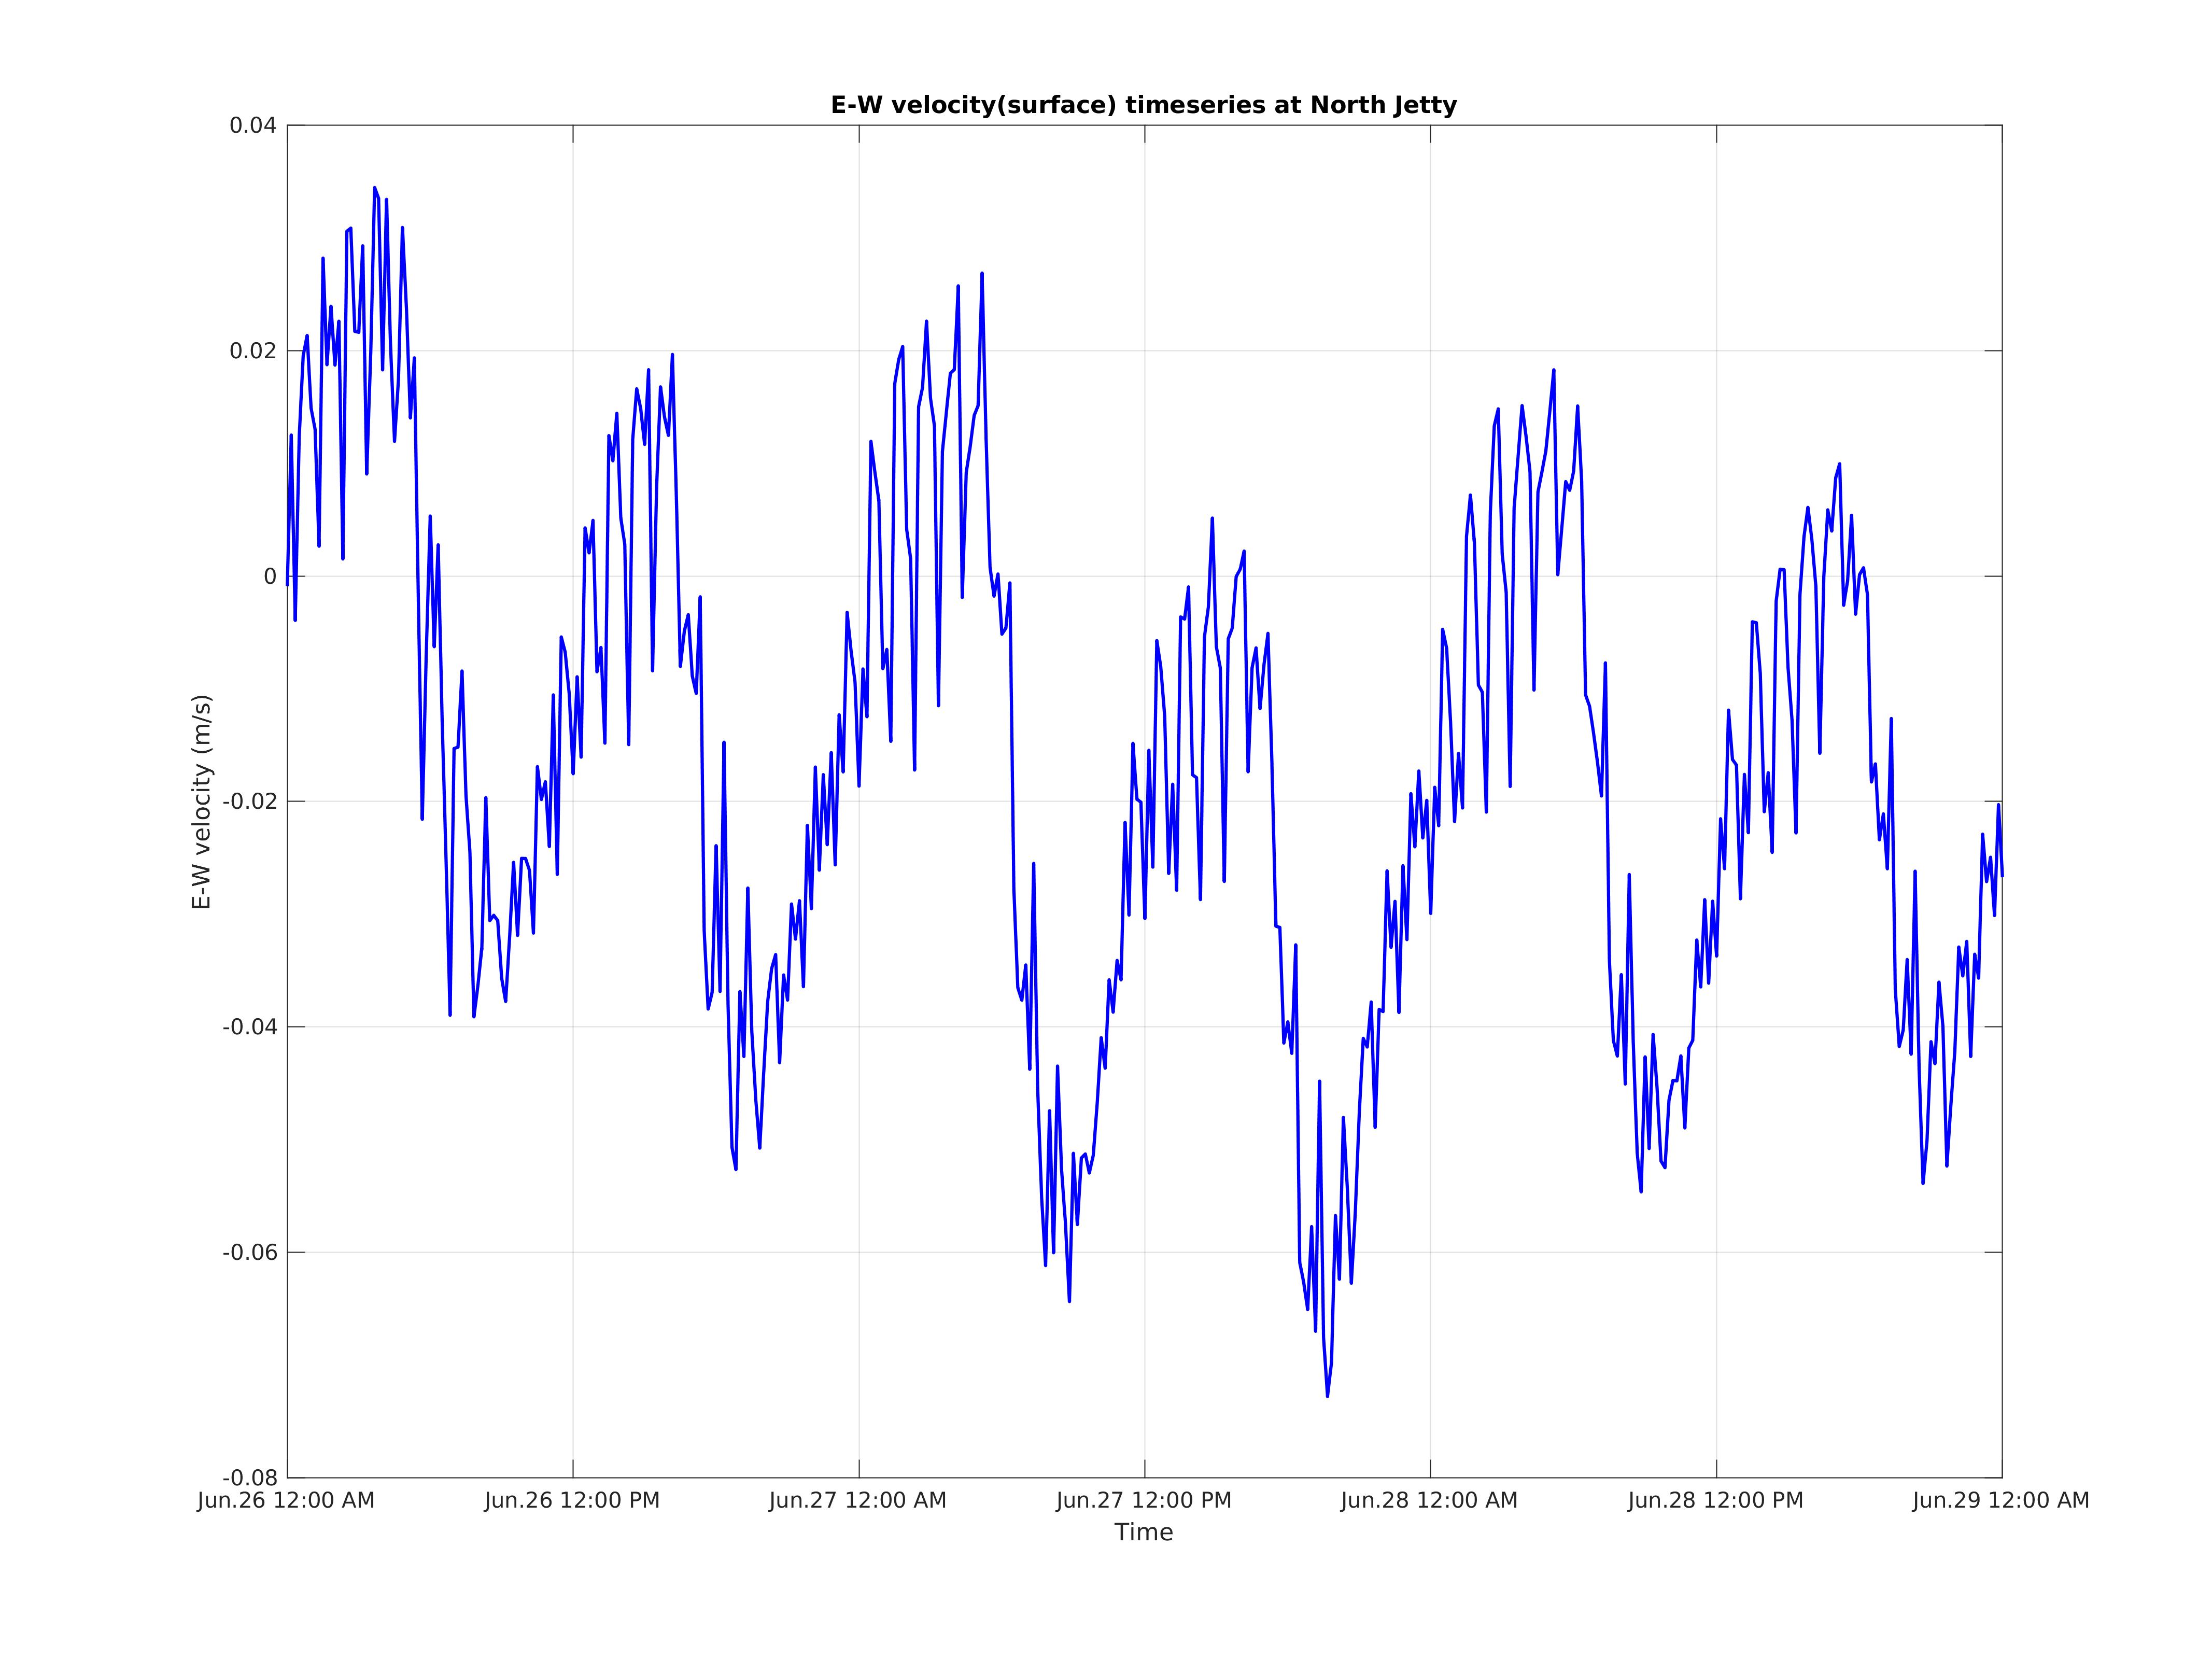 E-W velocity(surface) timeseries at North Jetty
0.04
0.02
0
-0.02
-0.04
-0.06
-0.08
E-W velocity (m/s)
Jun.26 12:00 AM
Jun.26 12:00 PM
Jun.27 12:00 AM
Jun.27 12:00 PM
Jun.28 12:00 AM
Jun.28 12:00 PM
Jun.29 12:00 AM
Time